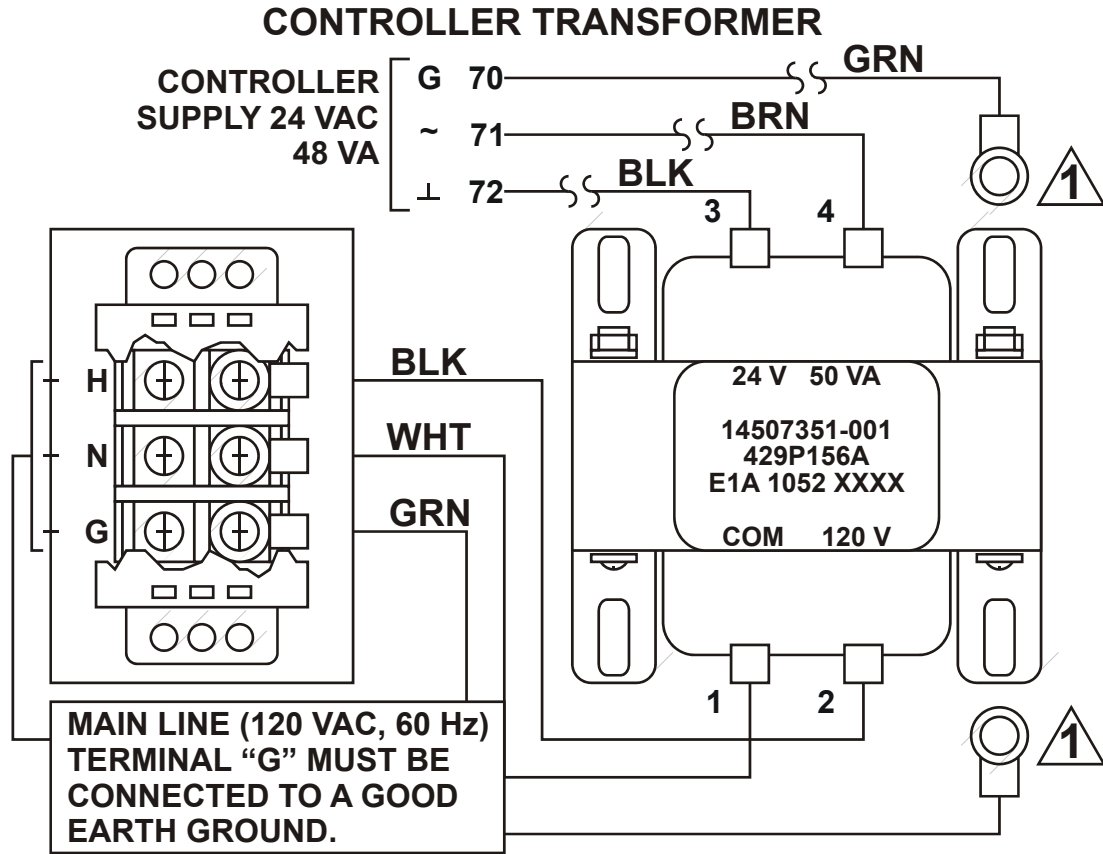 CONTROLLER TRANSFORMER
CONTROLLER
SUPPLY 24 VAC
48 VA
G 70
~ 71
⊥ 72
GRN
BRN
BLK
1
3 4
H
N
G
BLK
WHT
GRN
24 V 50 VA
14507351-001
429P156A
E1A 1052 XXXX
COM 120 V
1 2
1
MAIN LINE (120 VAC, 60 Hz)
TERMINAL “G” MUST BE
CONNECTED TO A GOOD
EARTH GROUND.